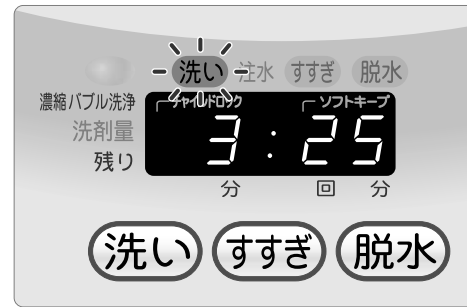 洗い 注水 すすぎ 脱水
濃縮バブル洗浄 チャイルドロック ソフトキープ
洗剤量
残り 3:25
分 回 分
洗い すすぎ 脱水